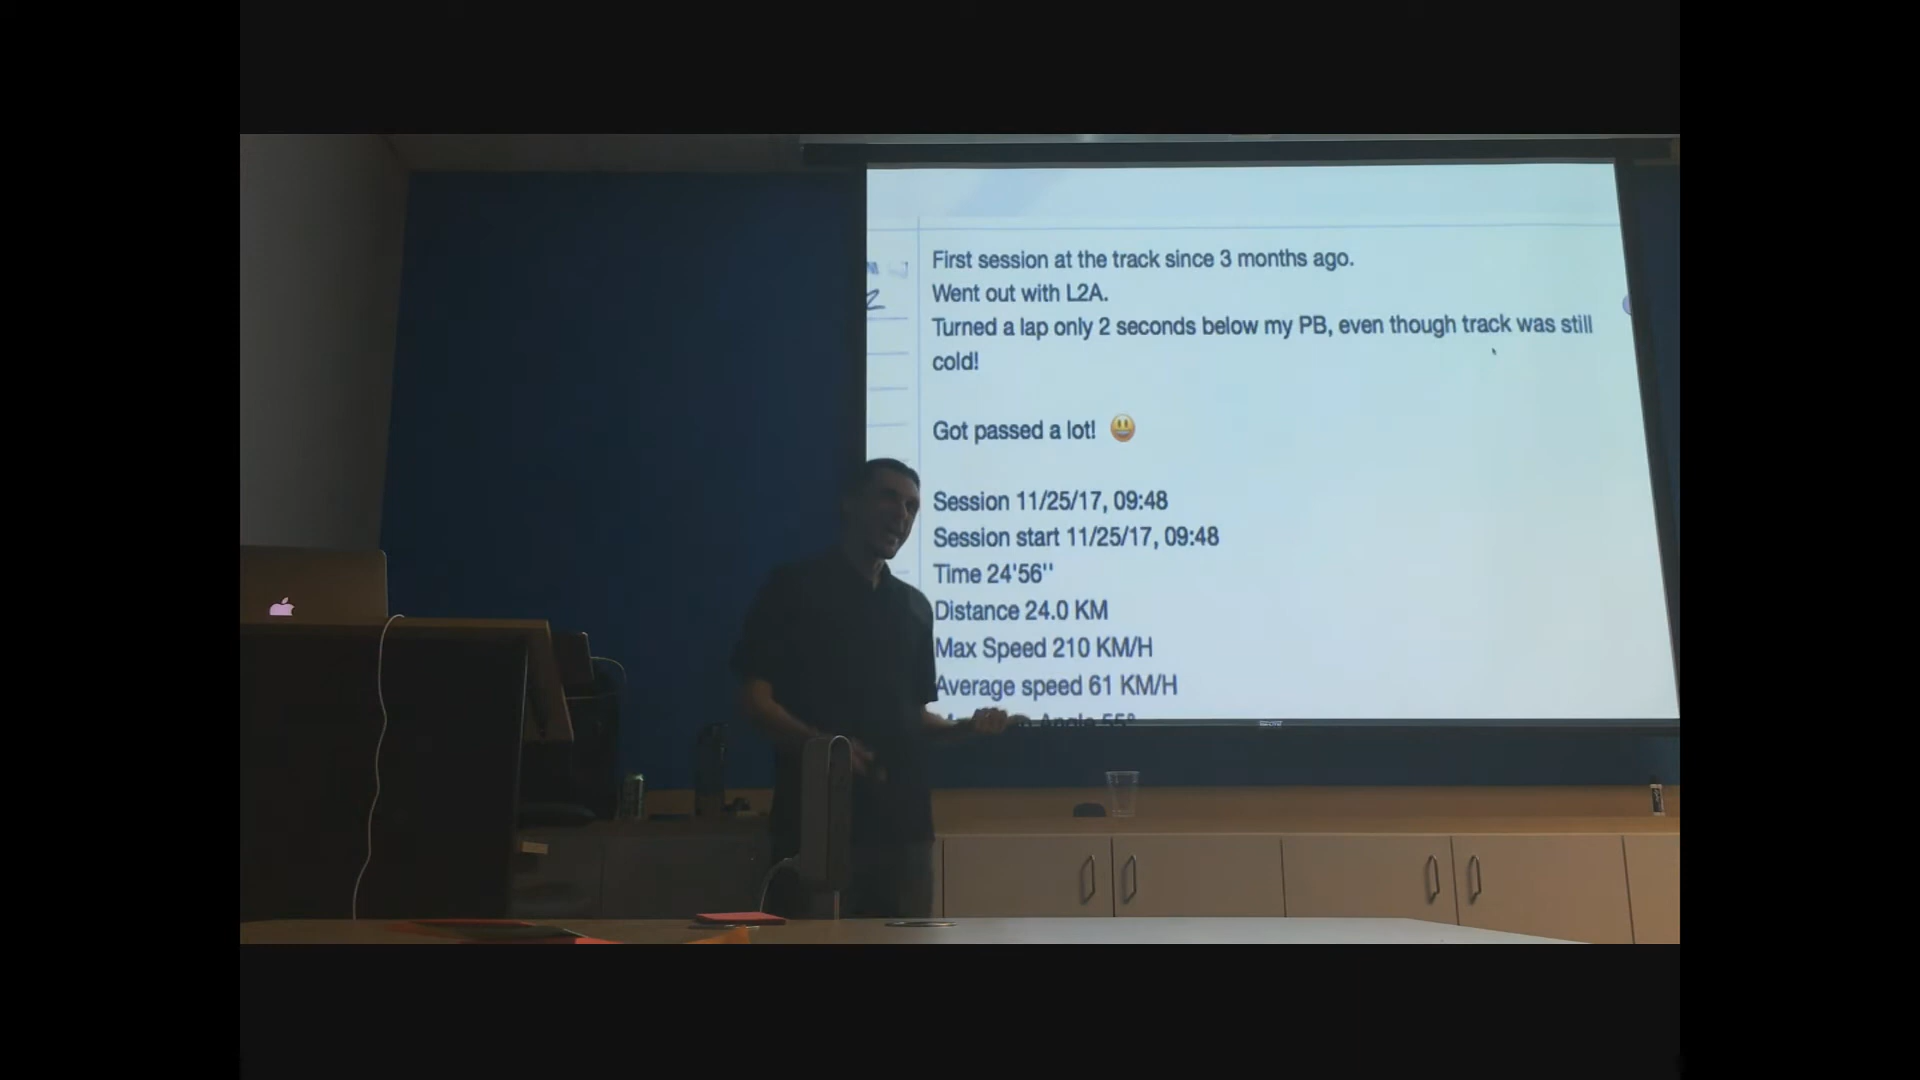 First session at the track since 3 months ago.
Went out with L2A.
Turned a lap only 2 seconds below my PB, even though track was still
cold!
Got passed a lot! 😃
Session 11/25/17, 09:48
Session start 11/25/17, 09:48
Time 24'56''
Distance 24.0 KM
Max Speed 210 KM/H
Average speed 61 KM/H
Angle 55°
2